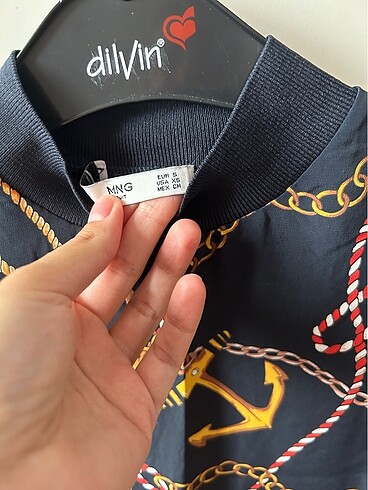 dilvin
MNG
EUR S
USA XS
MEX CH